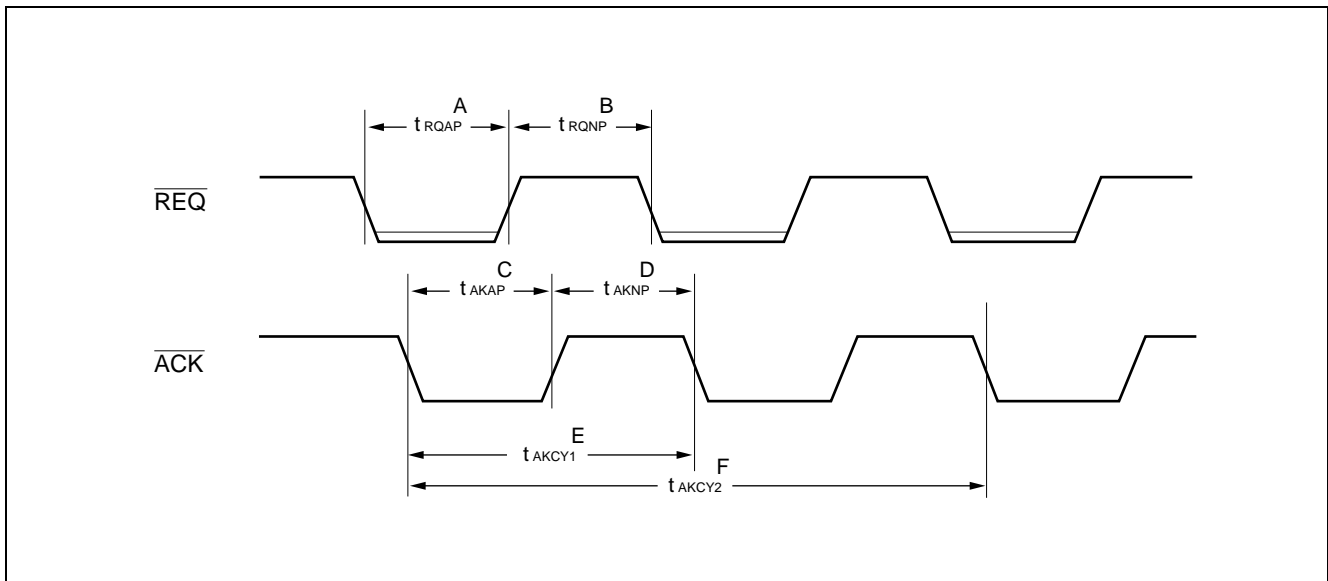 A
t RQAP
B
t RQNP
REQ
C
t AKAP
D
t AKNP
ACK
E
t AKCY1
F
t AKCY2